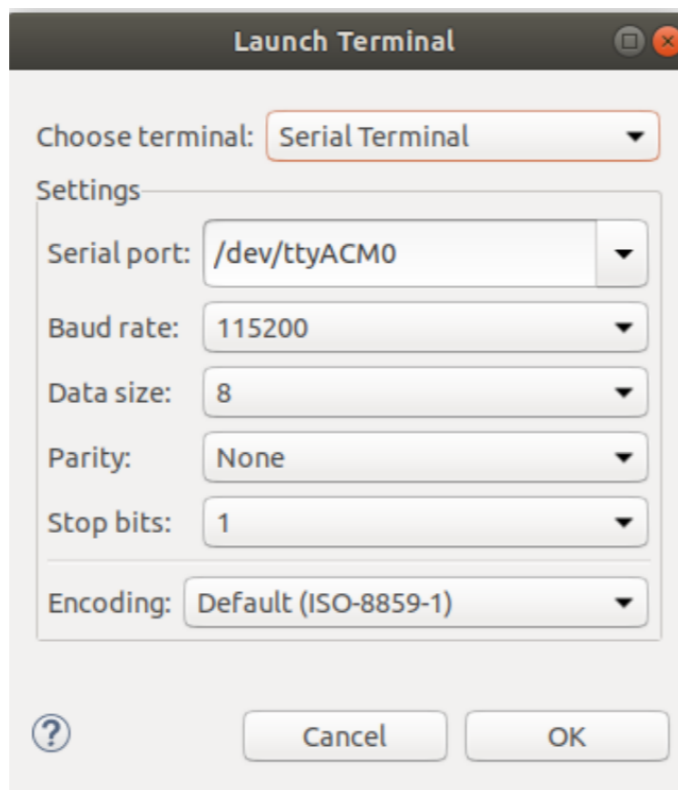 Launch Terminal
Choose terminal: Serial Terminal
Settings
Serial port: /dev/ttyACM0
Baud rate: 115200
Data size: 8
Parity: None
Stop bits: 1
Encoding: Default (ISO-8859-1)
? Cancel OK